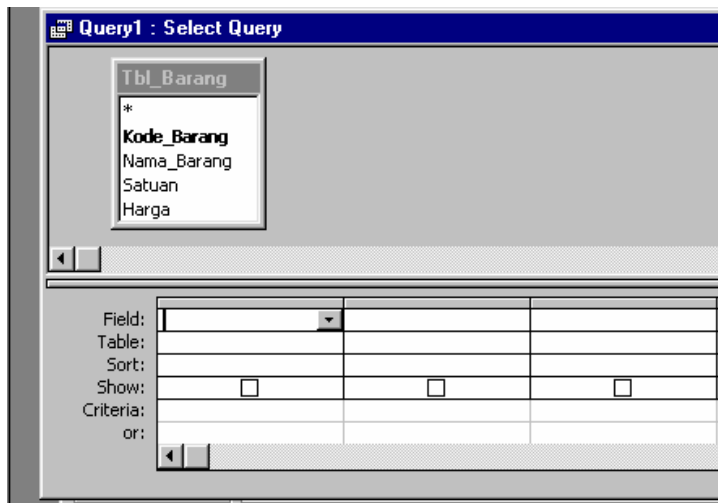 Query1 : Select Query
Tbl_Barang
*
Kode_Barang
Nama_Barang
Satuan
Harga
Field:
Table:
Sort:
Show:
Criteria:
or: